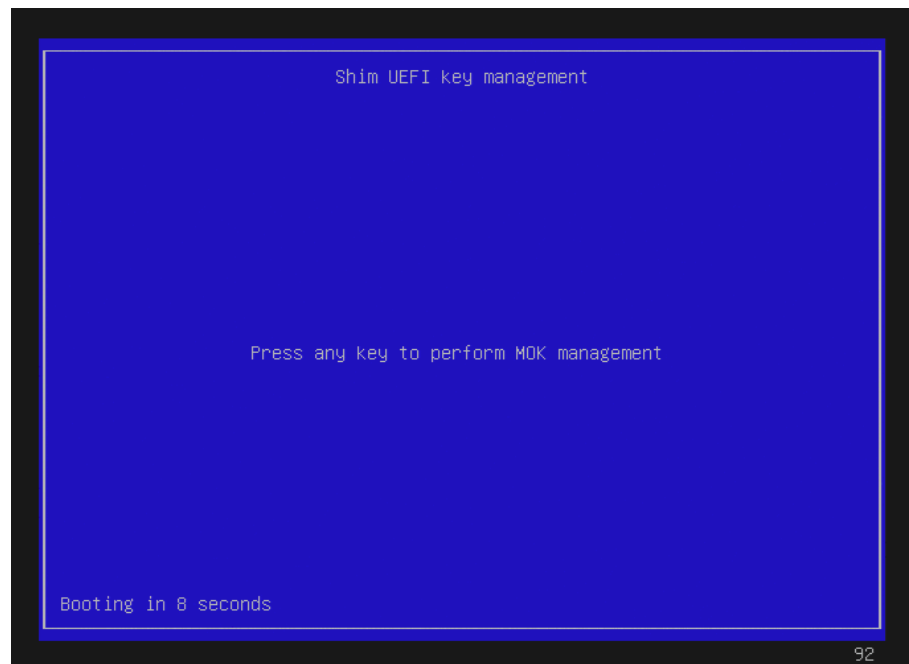 Shim UEFI key management
Press any key to perform MOK management
Booting in 8 seconds
92